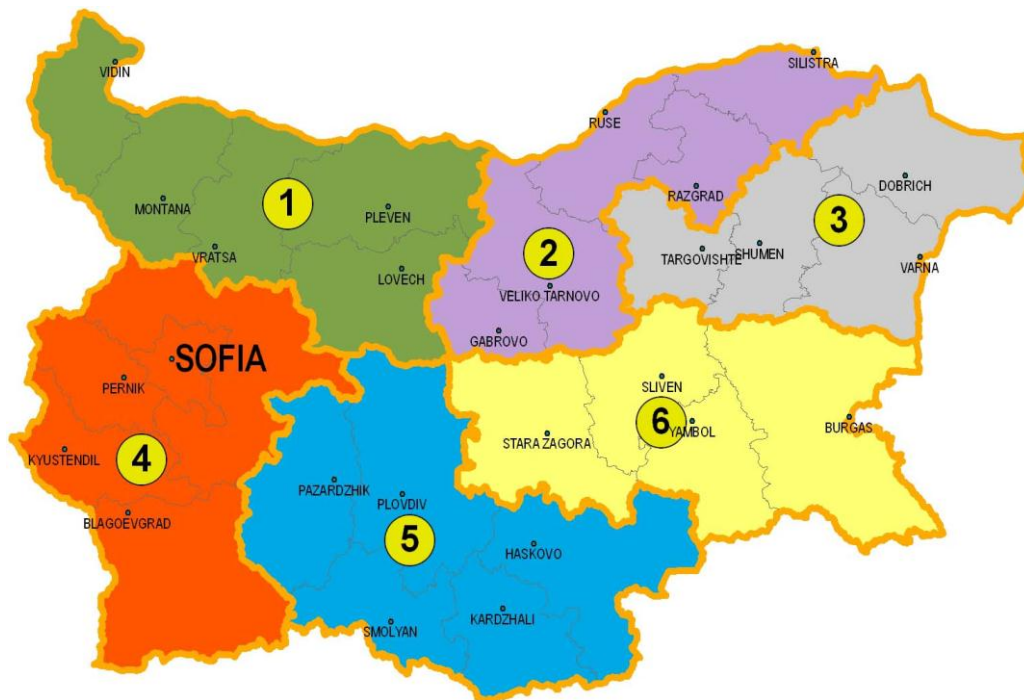 VIDIN
SILISTRA
RUSE
RAZGRAD
DOBRICH
MONTANA
1
PLEVEN
3
VRATSA
LOVECH
2
TARGOVISHTE
SHUMEN
VARNA
VELIKO TARNOVO
GABROVO
SOFIA
PERNIK
SLIVEN
6
YAMBOL
BURGAS
STARA ZAGORA
KYUSTENDIL
4
PAZARDZHIK
PLOVDIV
BLAGOEVGRAD
5
HASKOVO
SMOLYAN
KARDZHALI